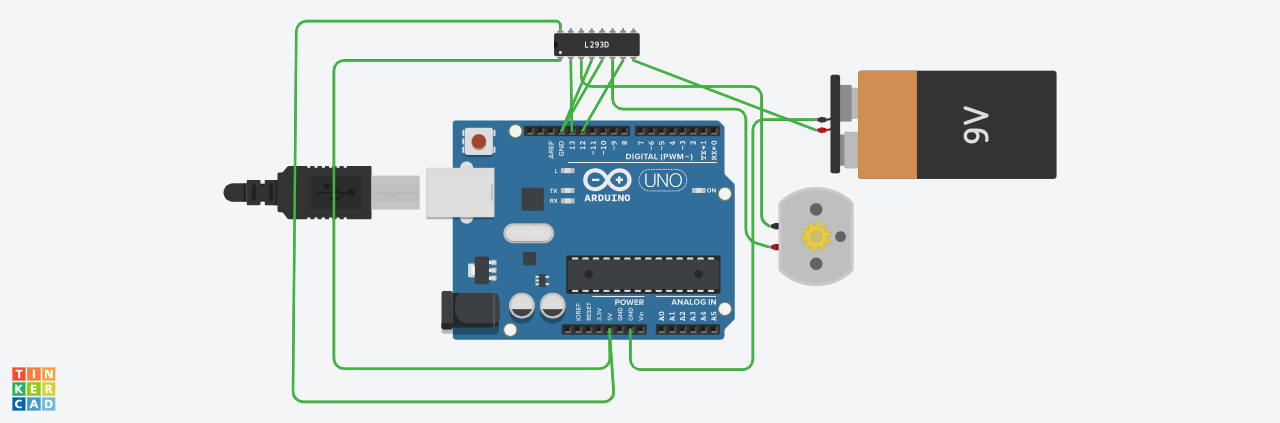 L293D
9V
AREF
GND
13
12
~11
~10
~9
8
7
~6
~5
4
~3
2
TX→1
RX←0
DIGITAL (PWM~)
L
TX
RX
ARDUINO
UNO
ON
POWER
ANALOG IN
IOREF
RESET
3.3V
5V
GND
GND
Vin
A0
A1
A2
A3
A4
A5
TIN
KER
CAD